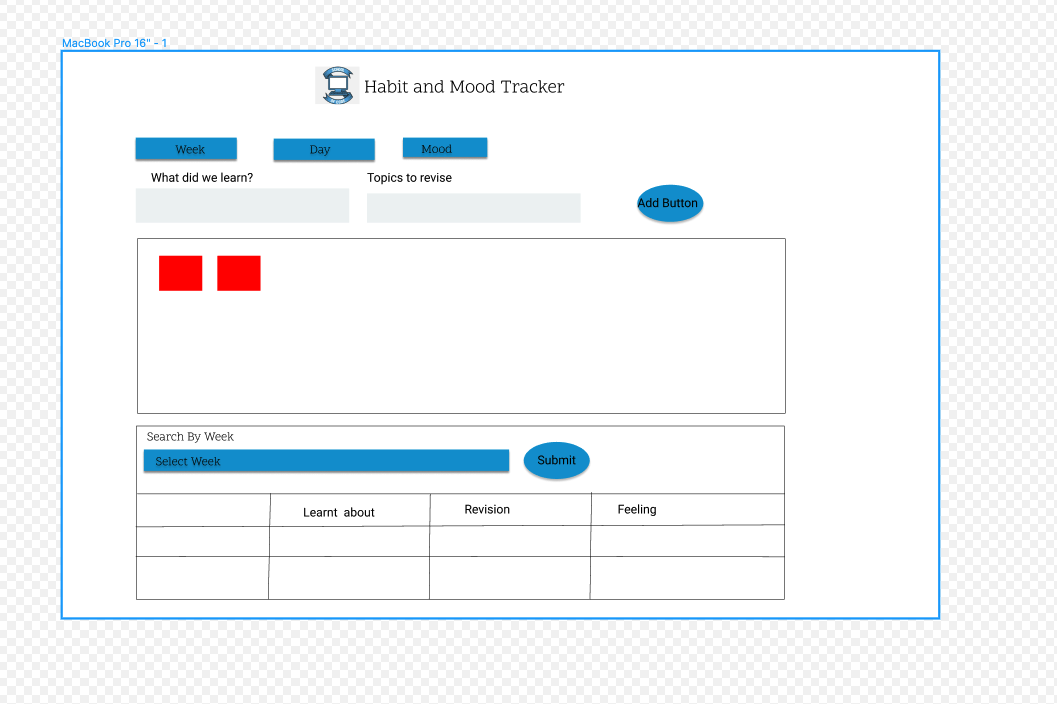 MacBook Pro 16" - 1
Habit and Mood Tracker
Week
Day
Mood
What did we learn?
Topics to revise
Add Button
Search By Week
Select Week
Submit
Learnt about
Revision
Feeling